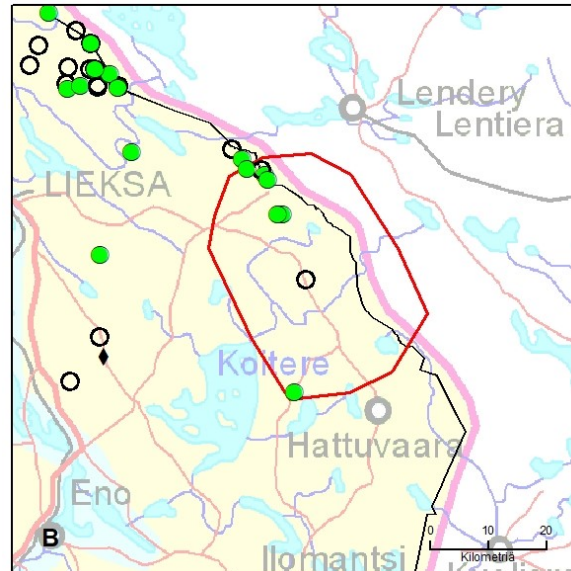 Lendery
Lentiera
LIEKSA
Koitere
Hattuvaara
Eno
B
Ilomantsi
0 10 20
Kilometriä